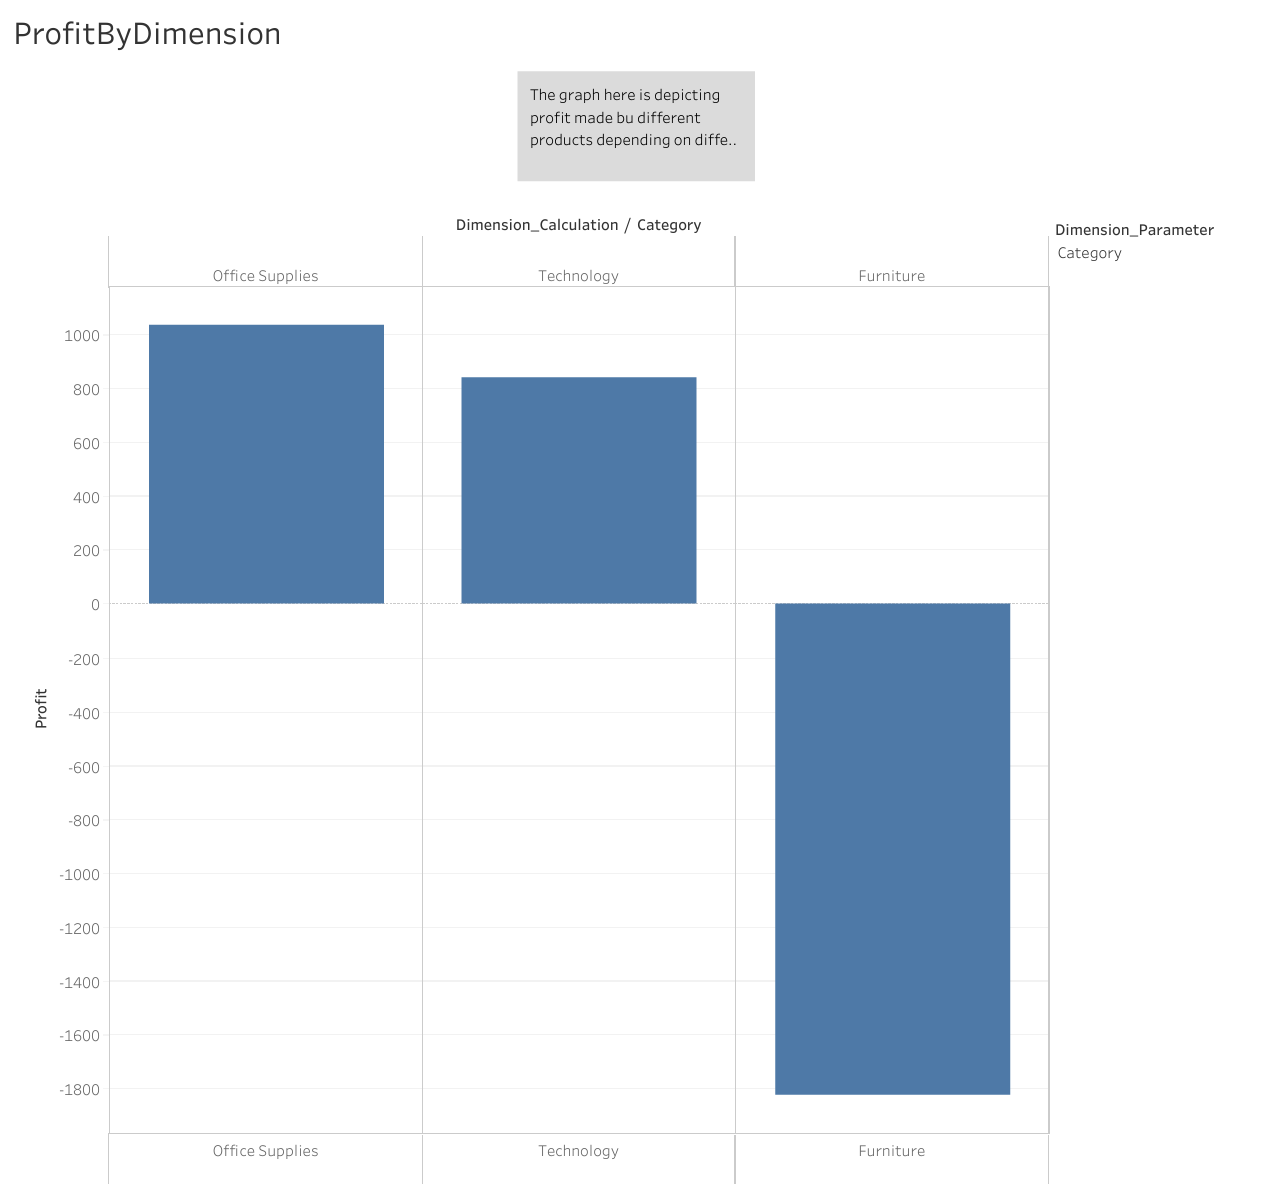 ProfitByDimension
The graph here is depicting
profit made bu different
products depending on diffe..
Dimension_Calculation / Category
Dimension_Parameter
Category
Office Supplies Technology Furniture
1000
800
600
400
200
0
-200
-400
Profit
-600
-800
-1000
-1200
-1400
-1600
-1800
Office Supplies Technology Furniture